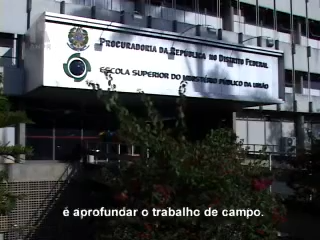 Procuradoria da República no Distrito Federal
Escola Superior do Ministério Público da União
é aprofundar o trabalho de campo.